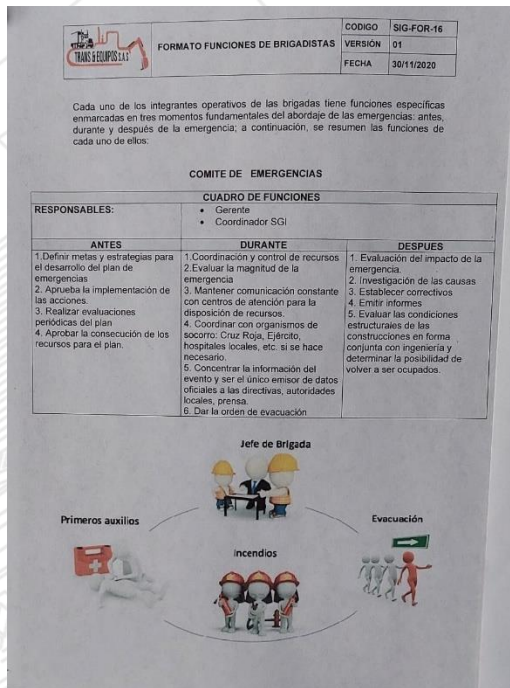 TRANS & EQUIPOS S.A.S
FORMATO FUNCIONES DE BRIGADISTAS
CODIGO SIG-FOR-16
VERSIÓN 01
FECHA 30/11/2020
Cada uno de los integrantes operativos de las brigadas tiene funciones específicas
enmarcadas en tres momentos fundamentales del abordaje de las emergencias: antes,
durante y después de la emergencia; a continuación, se resumen las funciones de
cada uno de ellos:
COMITE DE EMERGENCIAS
CUADRO DE FUNCIONES
RESPONSABLES:
• Gerente
• Coordinador SGI
ANTES
1.Definir metas y estrategias para
el desarrollo del plan de
emergencias
2. Aprueba la implementación de
las acciones.
3. Realizar evaluaciones
periódicas del plan
4. Aprobar la consecución de los
recursos para el plan.
DURANTE
1.Coordinación y control de recursos
2.Evaluar la magnitud de la
emergencia
3. Mantener comunicación constante
con centros de atención para la
disposición de recursos.
4. Coordinar con organismos de
socorro: Cruz Roja, Ejército,
hospitales locales, etc. si se hace
necesario.
5. Concentrar la información del
evento y ser el único emisor de datos
oficiales a las directivas, autoridades
locales, prensa.
6. Dar la orden de evacuación
DESPUES
1. Evaluación del impacto de la
emergencia.
2. Investigación de las causas
3. Establecer correctivos
4. Emitir informes
5. Evaluar las condiciones
estructurales de las
construcciones en forma
conjunta con ingeniería y
determinar la posibilidad de
volver a ser ocupados.
Jefe de Brigada
Primeros auxilios
Evacuación
Incendios